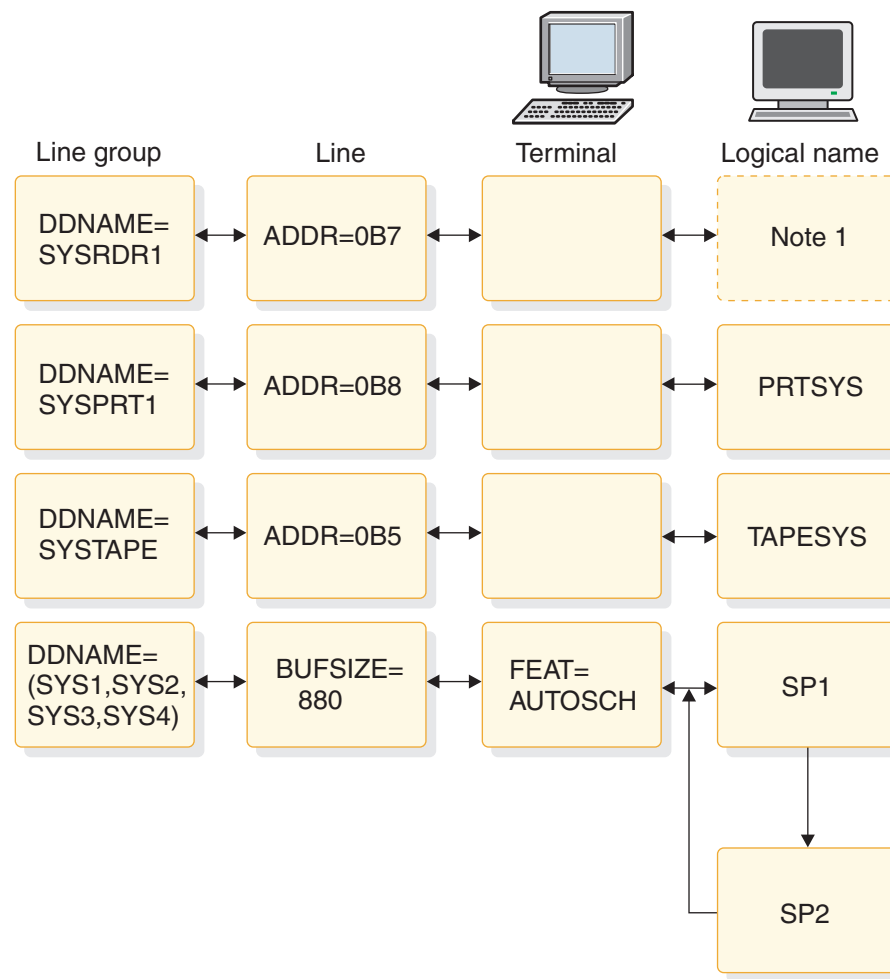 Line group
Line
Terminal
Logical name
DDNAME=
SYSRDR1
ADDR=0B7
Note 1
DDNAME=
SYSPRT1
ADDR=0B8
PRTSYS
DDNAME=
SYSTAPE
ADDR=0B5
TAPESYS
DDNAME=
(SYS1,SYS2,
SYS3,SYS4)
BUFSIZE=
880
FEAT=
AUTOSCH
SP1
SP2